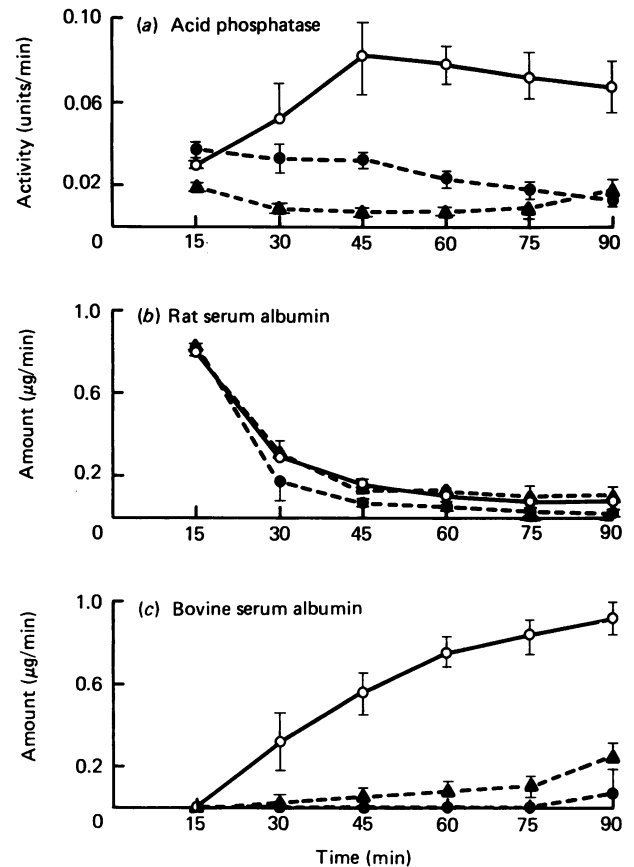 (a) Acid phosphatase
Activity (units/min)
0.10
0.06
0.02
0
15 30 45 60 75 90
(b) Rat serum albumin
Amount (µg/min)
1.0
0.6
0.2
0
15 30 45 60 75 90
(c) Bovine serum albumin
Amount (µg/min)
1.0
0.6
0.2
0
15 30 45 60 75 90
Time (min)